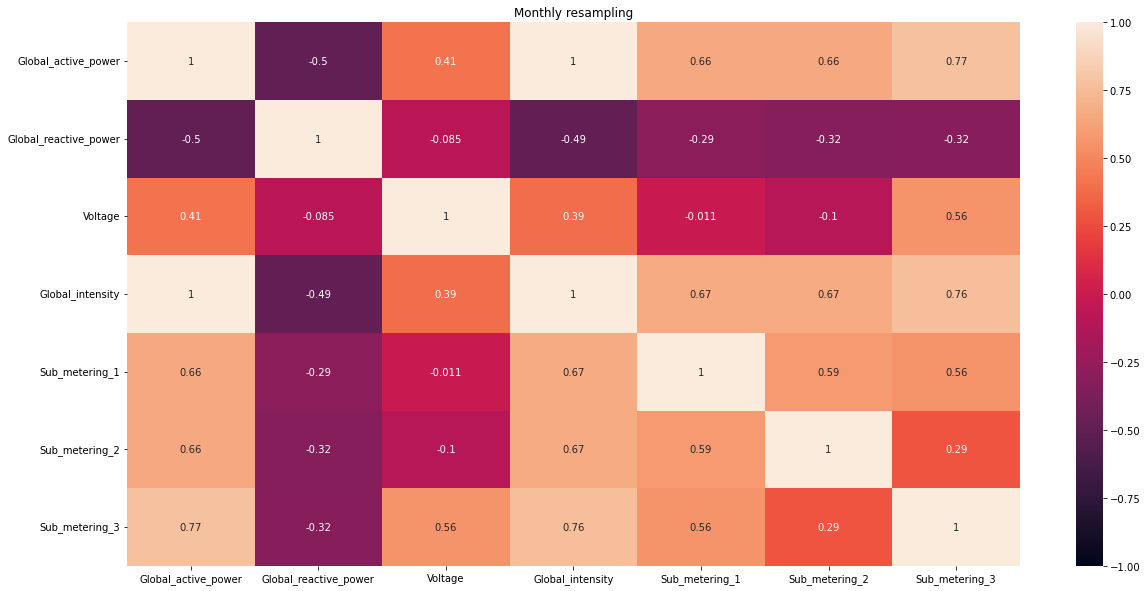 Monthly resampling
Global_active_power 1 -0.5 0.41 1 0.66 0.66 0.77
Global_reactive_power -0.5 1 -0.085 -0.49 -0.29 -0.32 -0.32
Voltage 0.41 -0.085 1 0.39 -0.011 -0.1 0.56
Global_intensity 1 -0.49 0.39 1 0.67 0.67 0.76
Sub_metering_1 0.66 -0.29 -0.011 0.67 1 0.59 0.56
Sub_metering_2 0.66 -0.32 -0.1 0.67 0.59 1 0.29
Sub_metering_3 0.77 -0.32 0.56 0.76 0.56 0.29 1
Global_active_power Global_reactive_power Voltage Global_intensity Sub_metering_1 Sub_metering_2 Sub_metering_3
1.00
0.75
0.50
0.25
0.00
−0.25
−0.50
−0.75
−1.00